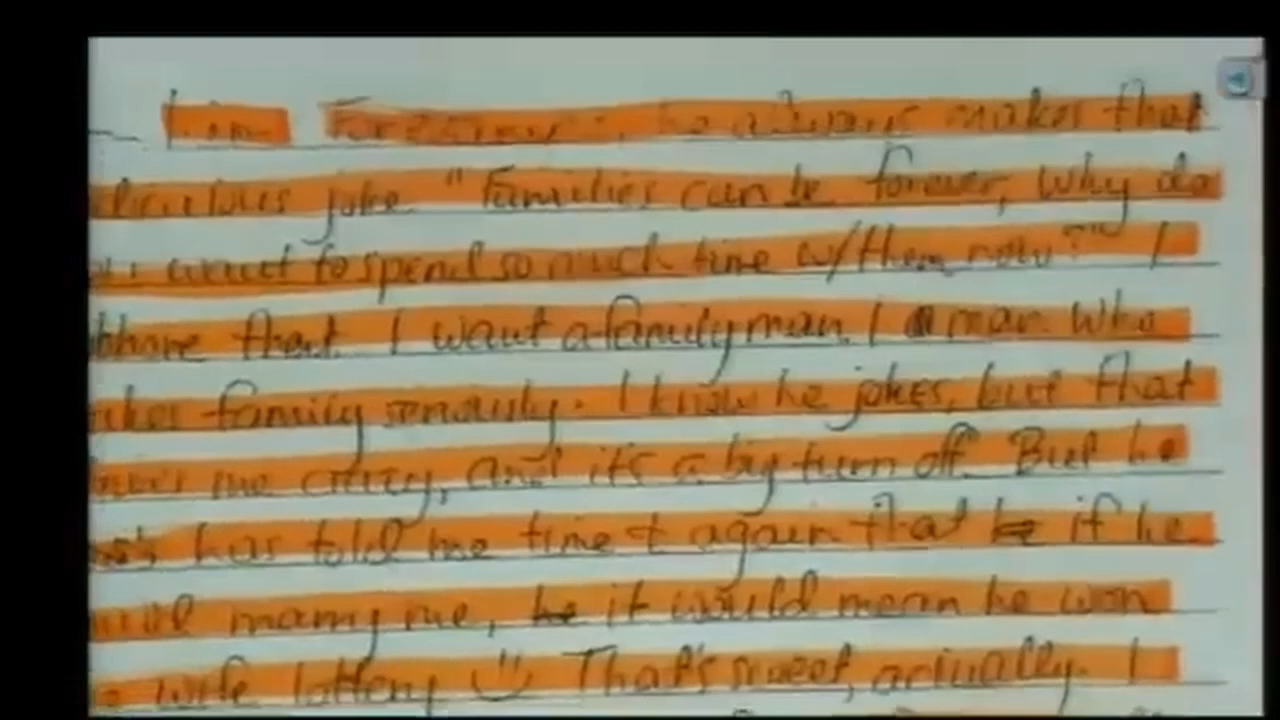 he always makes that
joke "Families can be forever, why do
want to spend so much time w/them now?" I
that. I want a family man. A man who
family seriously. I know he jokes, but that
me crazy, and it's a big turn off. But he
has told me time & again that he if he
marry me, he it would mean he won
wife lottery That's sweet, actually. I